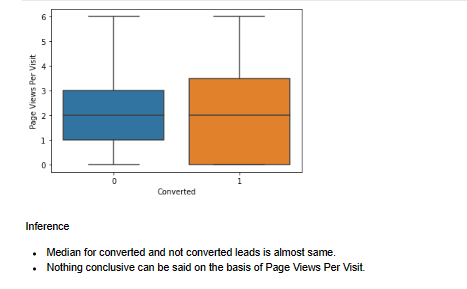 6
5
4
3
2
1
0
Page Views Per Visit
0 1
Converted
Inference
• Median for converted and not converted leads is almost same.
• Nothing conclusive can be said on the basis of Page Views Per Visit.